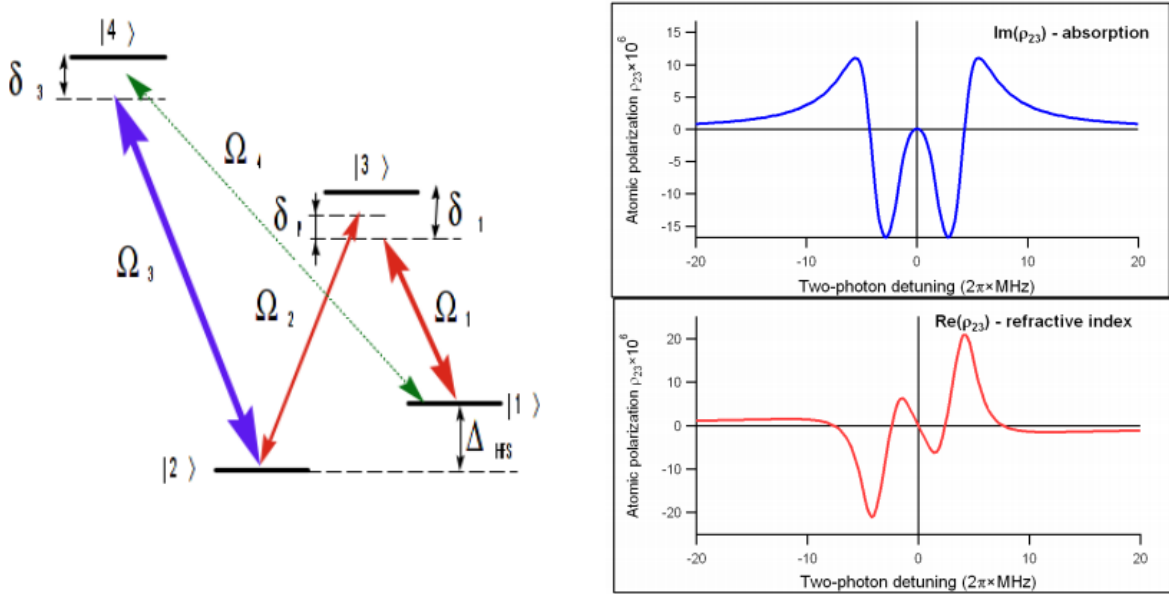 |4 ⟩
δ 3
Ω 4
|3 ⟩
δ P
δ 1
Ω 3
Ω 2
Ω 1
|1 ⟩
Δ HFS
|2 ⟩
Im(ρ23) - absorption
Atomic polarization ρ23×10^6
15
10
5
0
-5
-10
-15
-20 -10 0 10 20
Two-photon detuning (2π×MHz)
Re(ρ23) - refractive index
Atomic polarization ρ23×10^6
20
10
0
-10
-20
-20 -10 0 10 20
Two-photon detuning (2π×MHz)